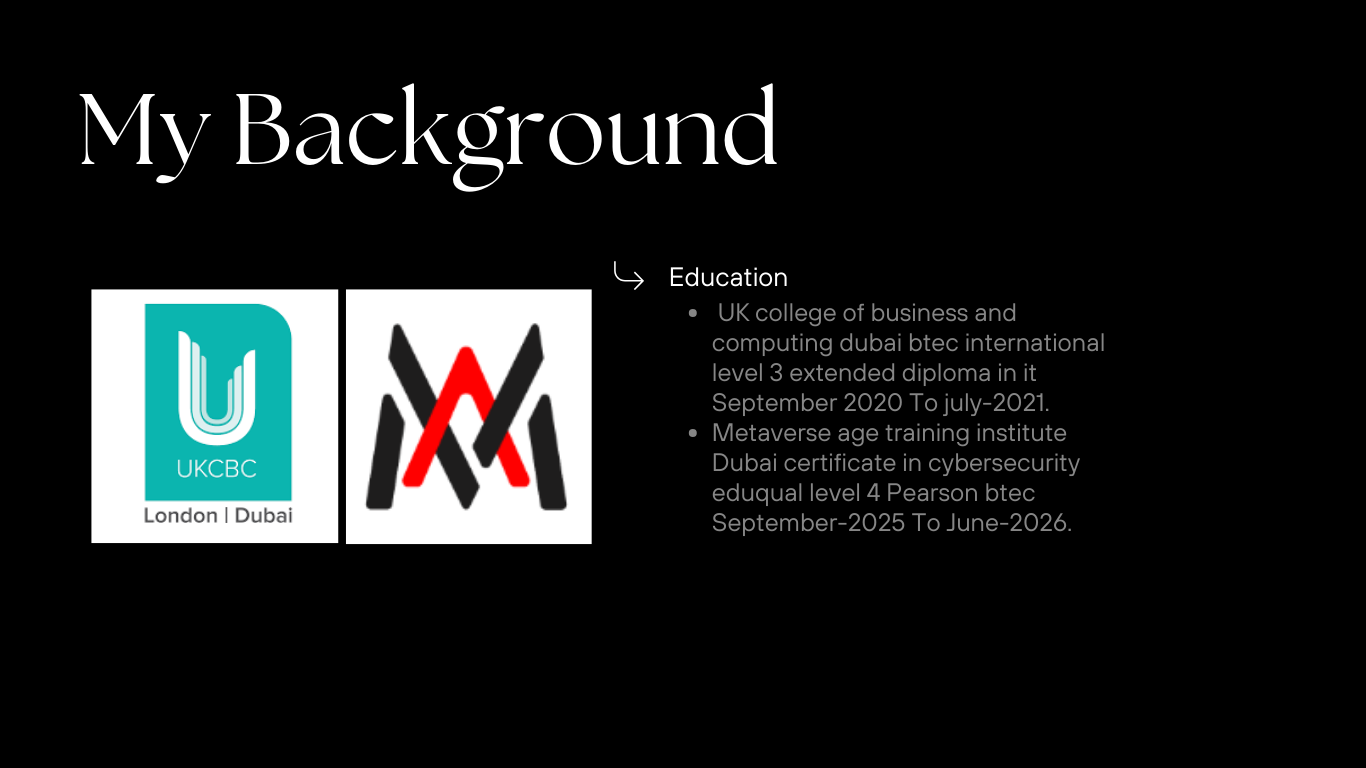 My Background
UKCBC
London | Dubai
Education
• UK college of business and
computing dubai btec international
level 3 extended diploma in it
September 2020 To july-2021.
• Metaverse age training institute
Dubai certificate in cybersecurity
eduqual level 4 Pearson btec
September-2025 To June-2026.